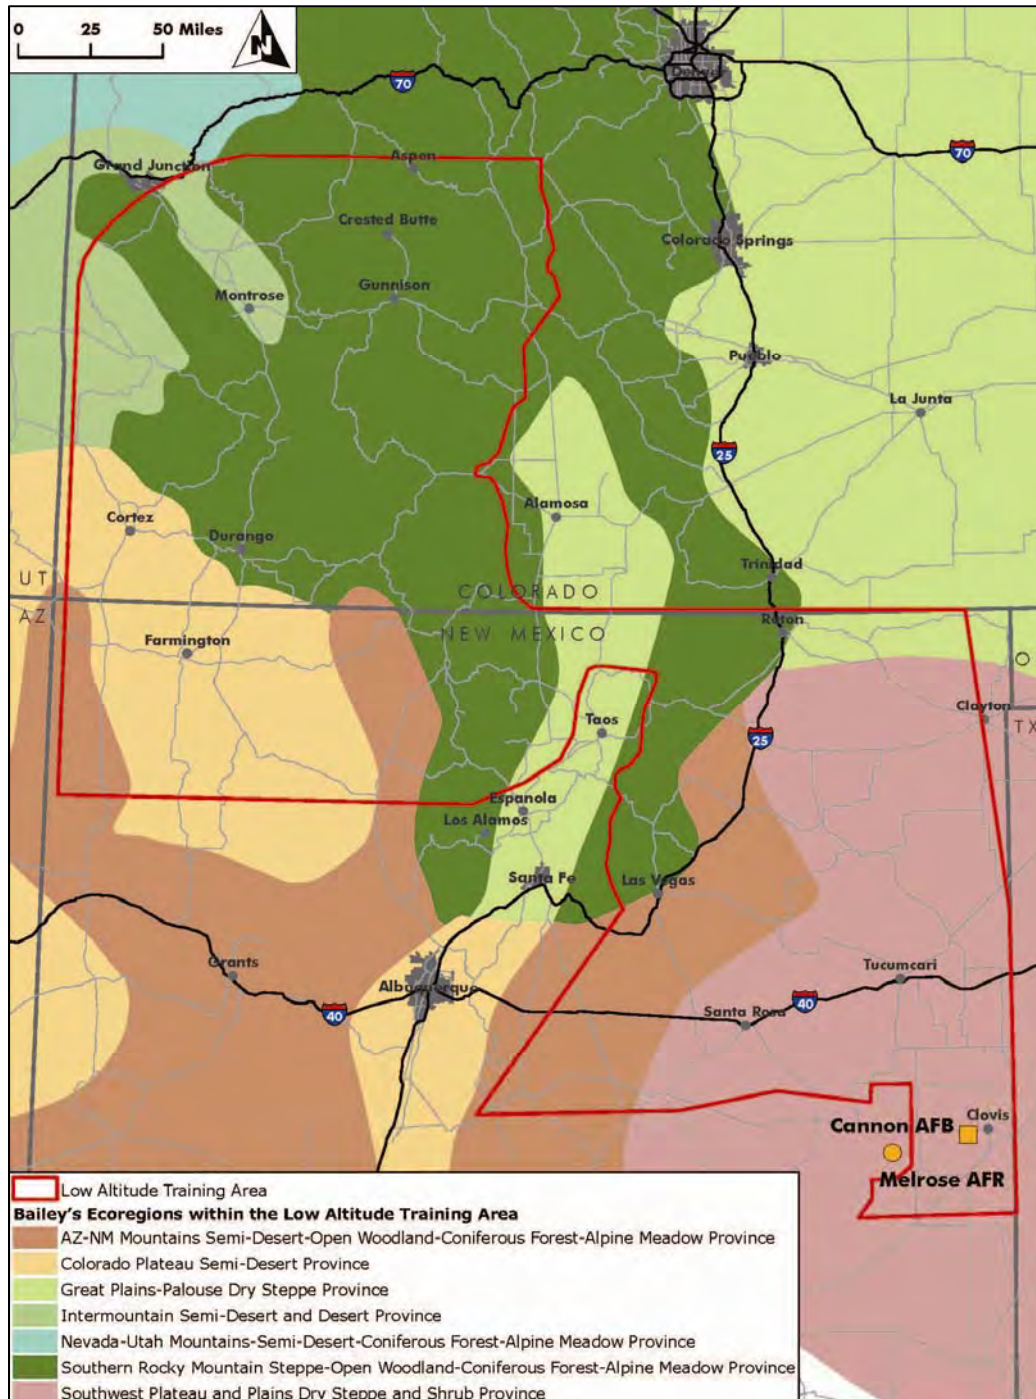 0 25 50 Miles
N
70
Denver
Grand Junction
Aspen
70
Crested Butte
Colorado Springs
Montrose
Gunnison
Pueblo
La Junta
25
Cortez
Alamosa
Durango
Trinidad
UT
COLORADO
AZ
NEW MEXICO
Raton
Farmington
O
Clayton
TX
Taos
25
Espanola
Los Alamos
Santa Fe
Las Vegas
Grants
Tucumcari
Albuquerque
40
40
Santa Rosa
Cannon AFB
Clovis
Melrose AFR
Low Altitude Training Area
Bailey's Ecoregions within the Low Altitude Training Area
AZ-NM Mountains Semi-Desert-Open Woodland-Coniferous Forest-Alpine Meadow Province
Colorado Plateau Semi-Desert Province
Great Plains-Palouse Dry Steppe Province
Intermountain Semi-Desert and Desert Province
Nevada-Utah Mountains-Semi-Desert-Coniferous Forest-Alpine Meadow Province
Southern Rocky Mountain Steppe-Open Woodland-Coniferous Forest-Alpine Meadow Province
Southwest Plateau and Plains Dry Steppe and Shrub Province